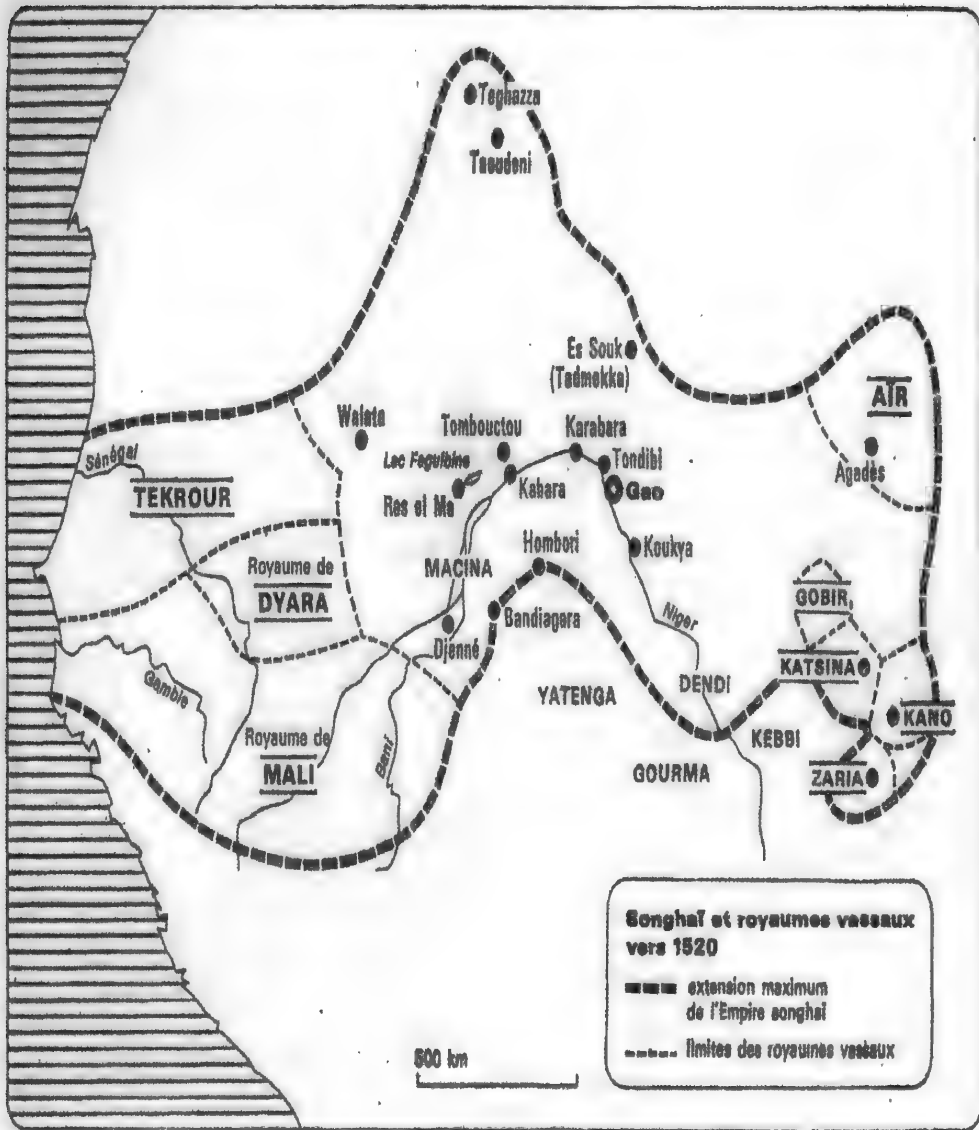 Teghazza
Taoudeni
Es Souk
(Tadmekka)
AÏR
Agadès
Walata
Tombouctou
Karabara
Tondibi
Lac Faguibine
Sénégal
Ras el Ma
Kabara
Gao
TEKROUR
Koukya
Hombori
Royaume de
DYARA
MACINA
GOBIR
Bandiagara
Niger
Djenné
KATSINA
Gambie
YATENGA
DENDI
KANO
Royaume de
MALI
Bani
KEBBI
GOURMA
ZARIA
Songhaï et royaumes vassaux
vers 1520
extension maximum
de l'Empire songhaï
limites des royaumes vassaux
500 km